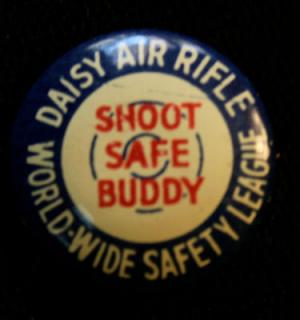 DAISY AIR RIFLE
SHOOT
SAFE
BUDDY
WORLD-WIDE SAFETY LEAGUE